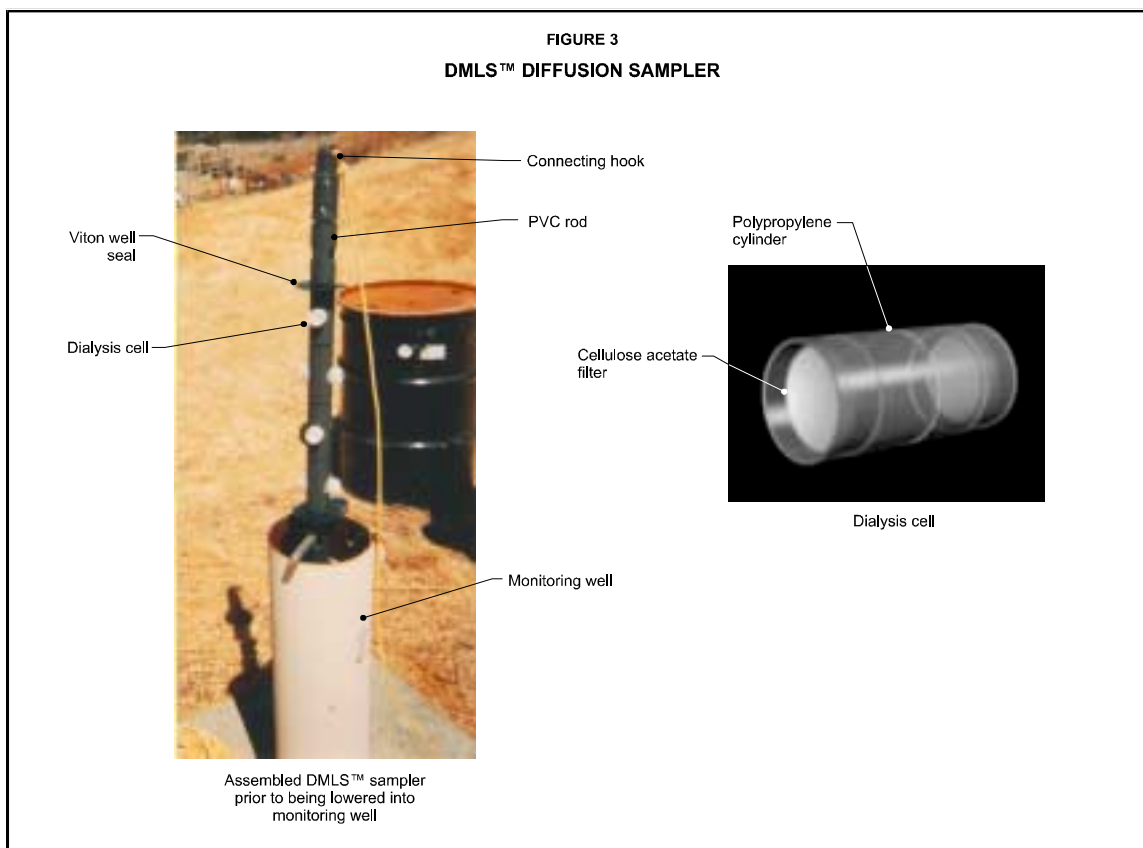 FIGURE 3
DMLS™ DIFFUSION SAMPLER
Connecting hook
PVC rod
Viton well
seal
Dialysis cell
Monitoring well
Assembled DMLS™ sampler
prior to being lowered into
monitoring well
Polypropylene
cylinder
Cellulose acetate
filter
Dialysis cell